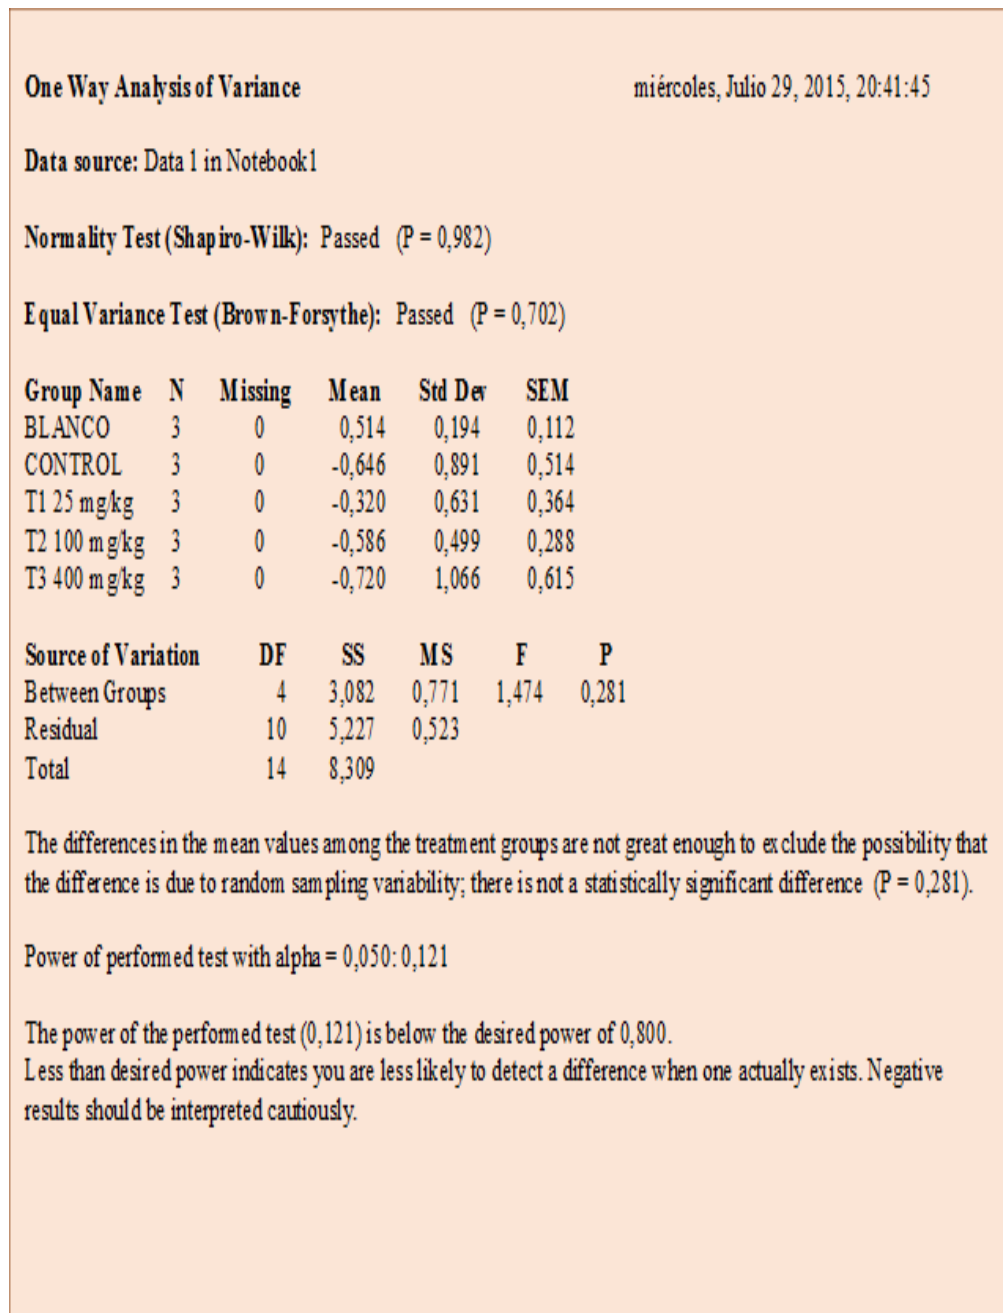 One Way Analysis of Variance miércoles, Julio 29, 2015, 20:41:45
Data source: Data 1 in Notebook1
Normality Test (Shapiro-Wilk): Passed (P = 0,982)
Equal Variance Test (Brown-Forsythe): Passed (P = 0,702)
Group Name N Missing Mean Std Dev SEM
BLANCO 3 0 0,514 0,194 0,112
CONTROL 3 0 -0,646 0,891 0,514
T1 25 mg/kg 3 0 -0,320 0,631 0,364
T2 100 mg/kg 3 0 -0,586 0,499 0,288
T3 400 mg/kg 3 0 -0,720 1,066 0,615
Source of Variation DF SS MS F P
Between Groups 4 3,082 0,771 1,474 0,281
Residual 10 5,227 0,523
Total 14 8,309
The differences in the mean values among the treatment groups are not great enough to exclude the possibility that
the difference is due to random sampling variability; there is not a statistically significant difference (P = 0,281).
Power of performed test with alpha = 0,050: 0,121
The power of the performed test (0,121) is below the desired power of 0,800.
Less than desired power indicates you are less likely to detect a difference when one actually exists. Negative
results should be interpreted cautiously.